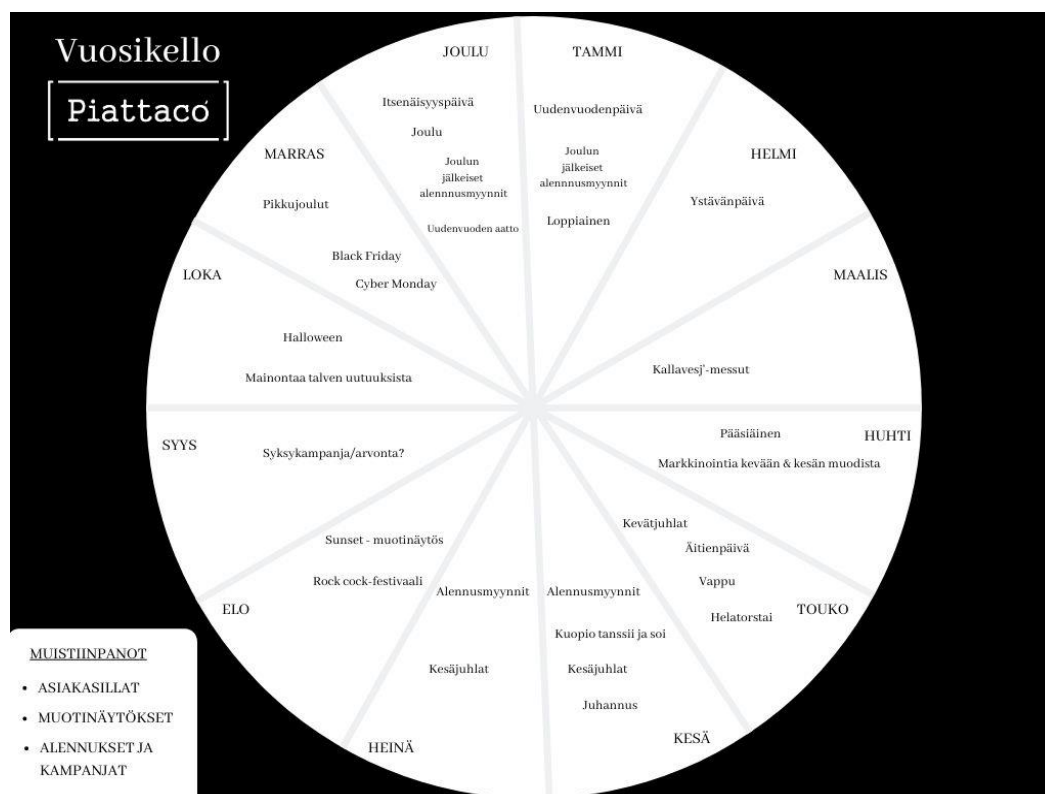 Vuosikello
Piattacó
JOULU
Itsenäisyyspäivä
Joulu
Joulun
jälkeiset
alennnusmyynnit
Uudenvuoden aatto
TAMMI
Uudenvuodenpäivä
Joulun
jälkeiset
alennnusmyynnit
Loppiainen
HELMI
Ystävänpäivä
MAALIS
Kallavesj'-messut
HUHTI
Pääsiäinen
Markkinointia kevään & kesän muodista
TOUKO
Kevätjuhlat
Äitienpäivä
Vappu
Helatorstai
KESÄ
Alennusmyynnit
Kuopio tanssii ja soi
Kesäjuhlat
Juhannus
HEINÄ
Alennusmyynnit
Kesäjuhlat
ELO
Sunset - muotinäytös
Rock cock-festivaali
SYYS
Syksykampanja/arvonta?
LOKA
Halloween
Mainontaa talven uutuuksista
MARRAS
Pikkujoulut
Black Friday
Cyber Monday
MUISTIINPANOT
• ASIAKASILLAT
• MUOTINÄYTÖKSET
• ALENNUKSET JA
KAMPANJAT